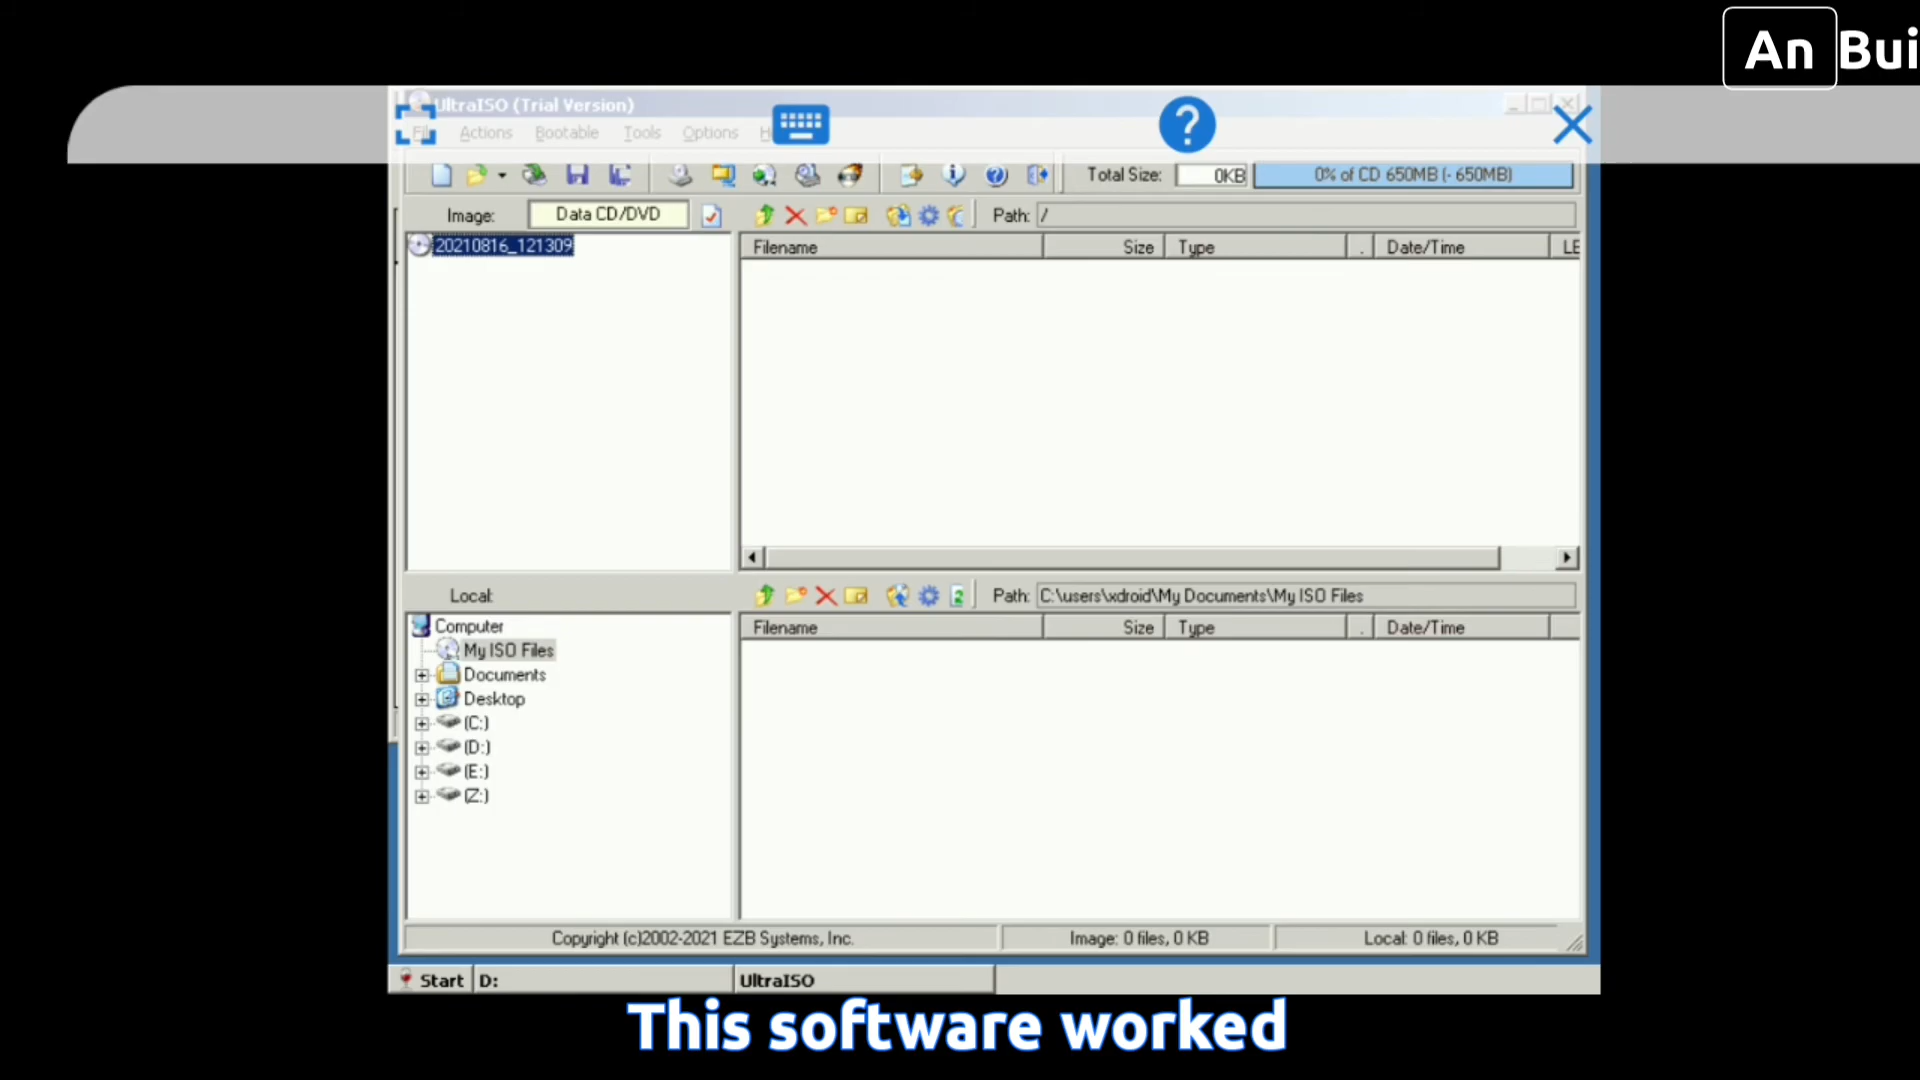 An Bui
UltraISO (Trial Version)
File Actions Bootable Tools Options H
Total Size: 0KB 0% of CD 650MB (- 650MB)
Image: Data CD/DVD Path: /
20210816_121309
Filename Size Type . Date/Time LB
Local: Path: C:\users\xdroid\My Documents\My ISO Files
Filename Size Type . Date/Time
Computer
My ISO Files
Documents
Desktop
(C:)
(D:)
(E:)
(Z:)
Copyright (c)2002-2021 EZB Systems, Inc. Image: 0 files, 0 KB Local: 0 files, 0 KB
Start D: UltraISO
This software worked